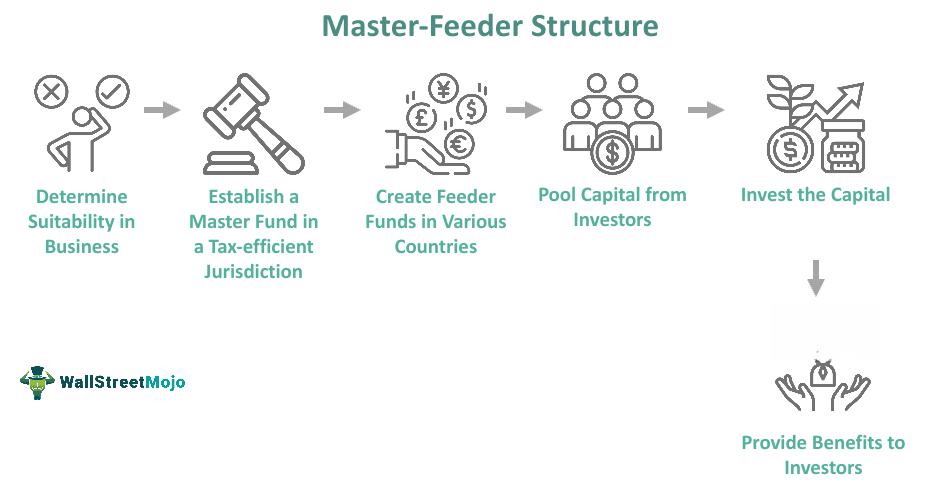 Master-Feeder Structure
Determine
Suitability in
Business
Establish a
Master Fund in
a Tax-efficient
Jurisdiction
Create Feeder
Funds in Various
Countries
Pool Capital from
Investors
Invest the Capital
Provide Benefits to
Investors
WallStreetMojo
¥
£
$
€
$
$